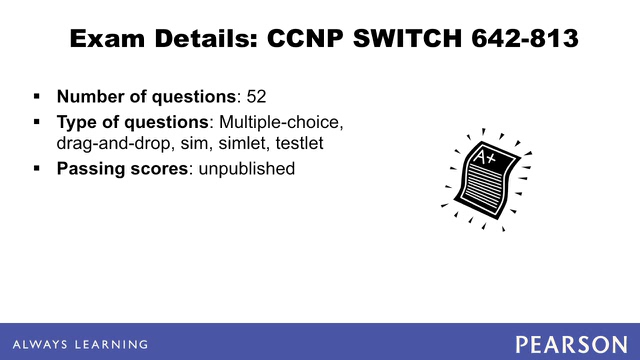 Exam Details: CCNP SWITCH 642-813
▪ Number of questions: 52
▪ Type of questions: Multiple-choice,
drag-and-drop, sim, simlet, testlet
▪ Passing scores: unpublished
A+
ALWAYS LEARNING
PEARSON